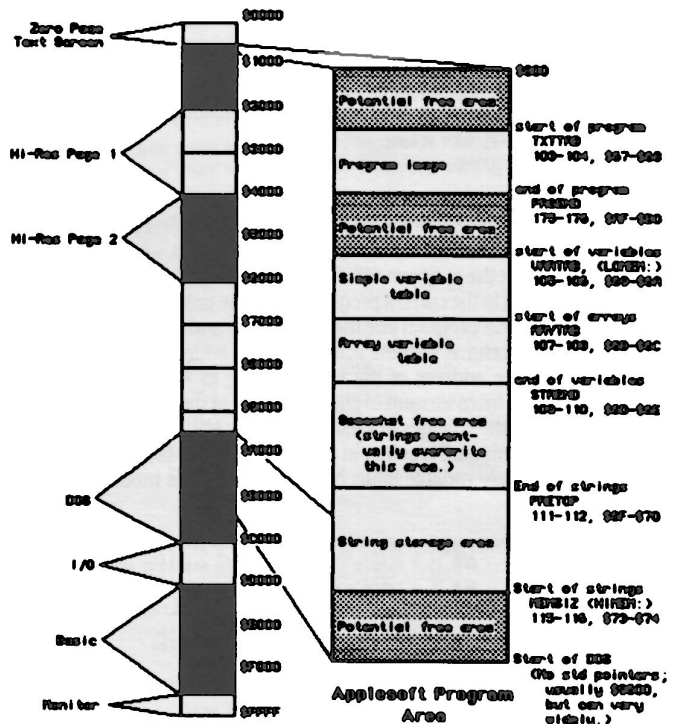 $0000
Zero Page
Text Screen
$1000
$2000
Hi-Res Page 1
$3000
$4000
Hi-Res Page 2
$5000
$6000
$7000
$8000
$9000
$A000
DOS
$B000
$C000
I/O
$D000
Basic
$E000
$F000
Monitor
$FFFF
$800
Potential free area
start of program
TXTTAB
103-104, $67-$68
Program image
end of program
PRGEND
175-176, $AF-$B0
Potential free area
start of variables
VARTAB, (LOMEM:)
105-106, $69-$6A
Simple variable
table
start of arrays
ARYTAB
107-108, $6B-$6C
Array variable
table
end of variables
STREND
109-110, $6D-$6E
Somewhat free area
(strings event-
ually overwrite
this area.)
End of strings
FRETOP
111-112, $6F-$70
String storage area
Start of strings
MEMSIZ (HIMEM:)
115-116, $73-$74
Potential free area
Start of DOS
(No std pointers;
usually
but can vary
widely.)
Applesoft Program
Area